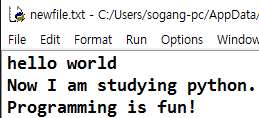 newfile.txt - C:/Users/sogang-pc/AppData/
File Edit Format Run Options Window
hello world
Now I am studying python.
Programming is fun!